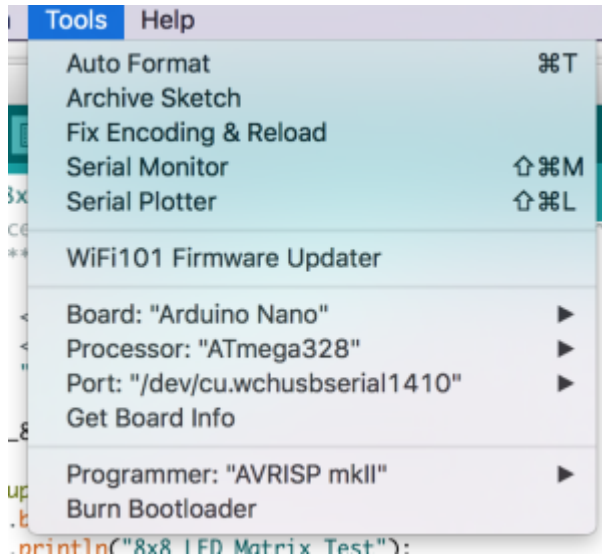 Tools Help
Auto Format ⌘T
Archive Sketch
Fix Encoding & Reload
Serial Monitor ⇧⌘M
Serial Plotter ⇧⌘L
WiFi101 Firmware Updater
Board: "Arduino Nano" ▶
Processor: "ATmega328" ▶
Port: "/dev/cu.wchusbserial1410" ▶
Get Board Info
Programmer: "AVRISP mkII" ▶
Burn Bootloader
.println("8x8 LED Matrix Test");